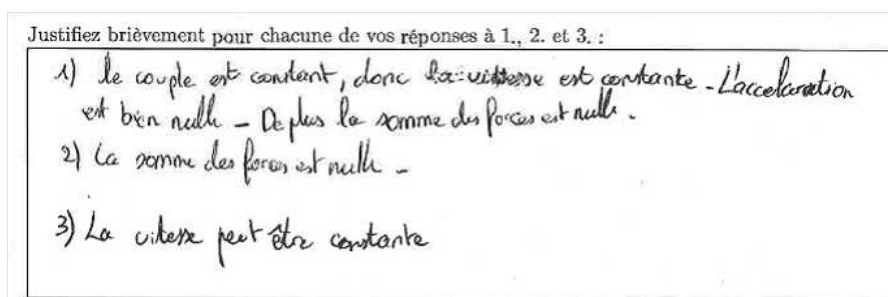 Justifiez brièvement pour chacune de vos réponses à 1., 2. et 3. :
1) le couple est constant, donc la vitesse est constante - L'accelaration
est bien nulle - De plus la somme des forces est nulle.
2) La somme des forces est nulle -
3) La vitesse peut être constante